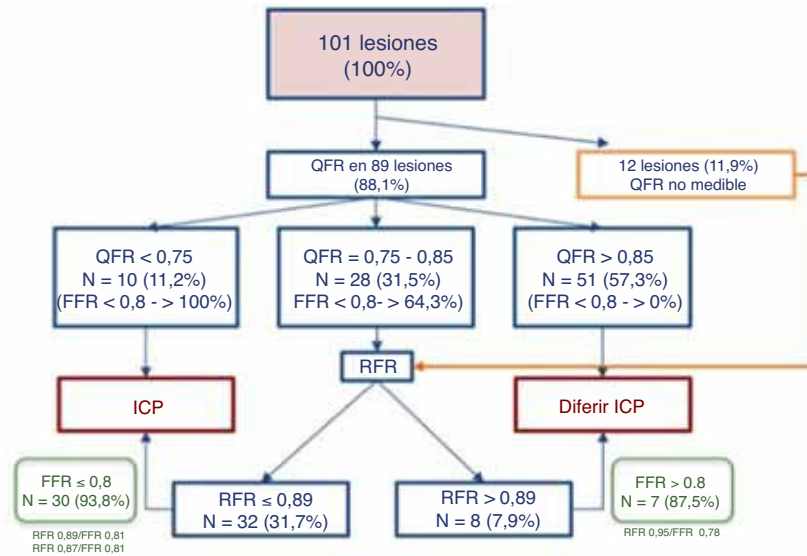 101 lesiones
(100%)
QFR en 89 lesiones
(88,1%)
12 lesiones (11,9%)
QFR no medible
QFR < 0,75
N = 10 (11,2%)
(FFR < 0,8 - > 100%)
QFR = 0,75 - 0,85
N = 28 (31,5%)
FFR < 0,8- > 64,3%)
QFR > 0,85
N = 51 (57,3%)
(FFR < 0,8 - > 0%)
RFR
ICP
Diferir ICP
FFR ≤ 0,8
N = 30 (93,8%)
RFR 0,89/FFR 0,81
RFR 0,87/FFR 0,81
RFR ≤ 0,89
N = 32 (31,7%)
RFR > 0,89
N = 8 (7,9%)
FFR > 0.8
N = 7 (87,5%)
RFR 0,95/FFR 0,78